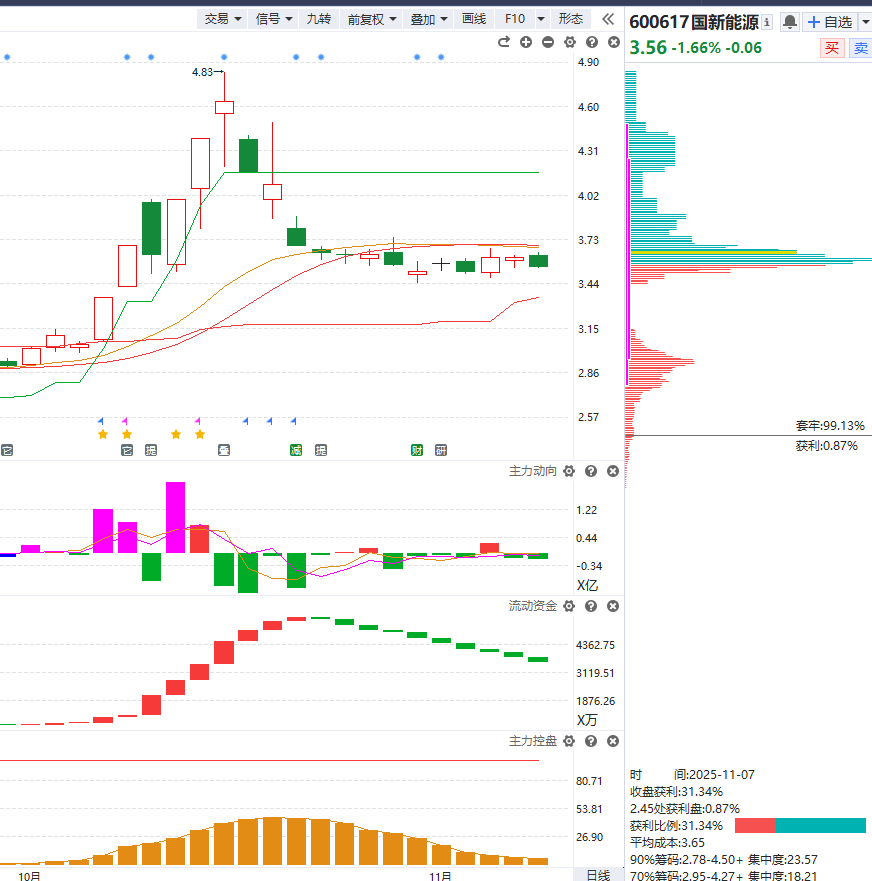 交易 信号 九转 前复权 叠加 画线 F10 形态
600617 国新能源 自选
3.56 -1.66% -0.06 买 卖
4.83
4.90
4.60
4.31
4.02
3.73
3.44
3.15
2.86
2.57
套牢:99.13%
获利:0.87%
减 财 研
主力动向
1.22
0.44
-0.34
X亿
流动资金
4362.75
3119.51
1876.26
X万
主力控盘
80.71
53.81
26.90
10月 11月 日线
时 间:2025-11-07
收盘获利:31.34%
2.45处获利盘:0.87%
获利比例:31.34%
平均成本:3.65
90%筹码:2.78-4.50+ 集中度:23.57
70%筹码:2.95-4.27+ 集中度:18.21